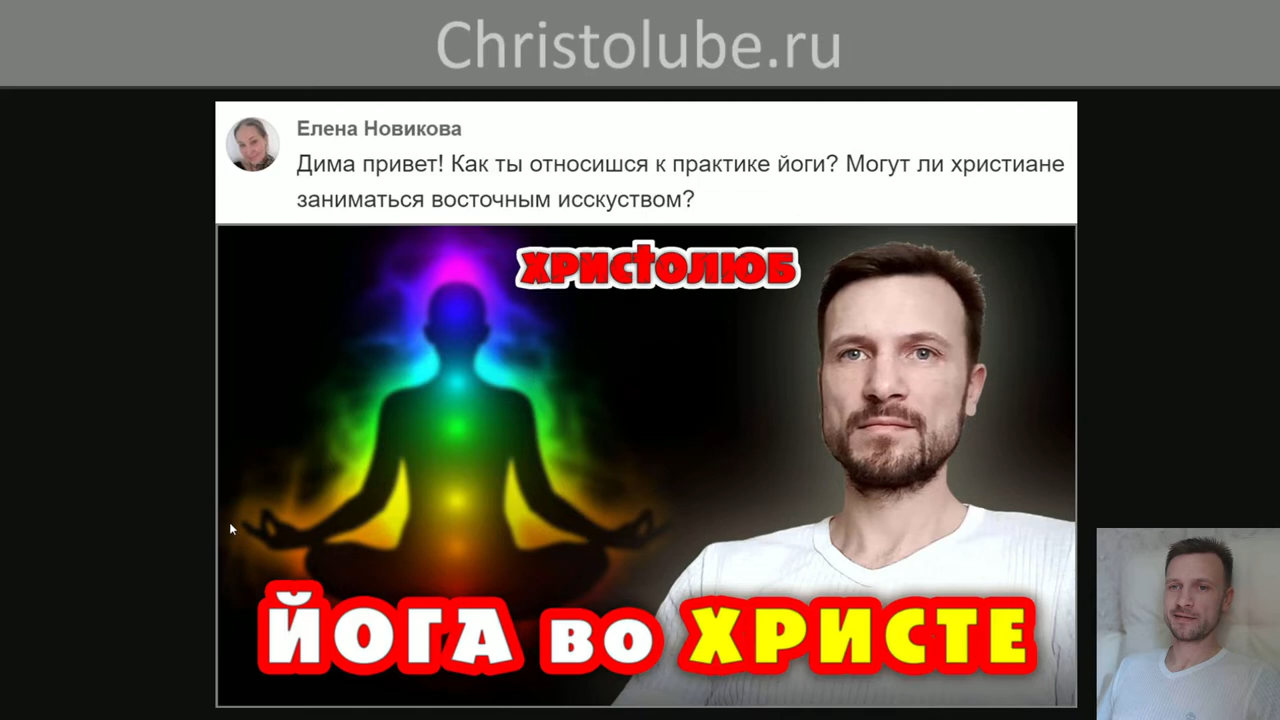 Christolube.ru
Елена Новикова
Дима привет! Как ты относишся к практике йоги? Могут ли христиане
заниматься восточным исскуством?
ХРИСТОЛЮБ
ЙОГА ВО ХРИСТЕ